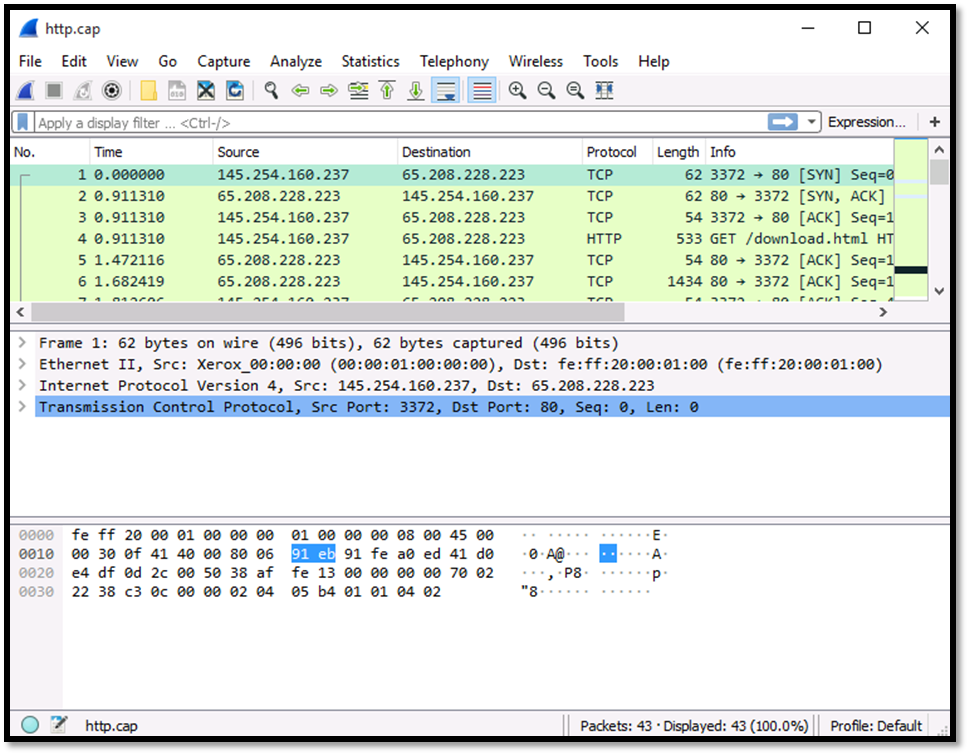 http.cap
File Edit View Go Capture Analyze Statistics Telephony Wireless Tools Help
Apply a display filter ... <Ctrl-/> Expression... +
No. Time Source Destination Protocol Length Info
1 0.000000 145.254.160.237 65.208.228.223 TCP 62 3372 → 80 [SYN] Seq=0
2 0.911310 65.208.228.223 145.254.160.237 TCP 62 80 → 3372 [SYN, ACK]
3 0.911310 145.254.160.237 65.208.228.223 TCP 54 3372 → 80 [ACK] Seq=1
4 0.911310 145.254.160.237 65.208.228.223 HTTP 533 GET /download.html HT
5 1.472116 65.208.228.223 145.254.160.237 TCP 54 80 → 3372 [ACK] Seq=1
6 1.682419 65.208.228.223 145.254.160.237 TCP 1434 80 → 3372 [ACK] Seq=1
Frame 1: 62 bytes on wire (496 bits), 62 bytes captured (496 bits)
Ethernet II, Src: Xerox_00:00:00 (00:00:01:00:00:00), Dst: fe:ff:20:00:01:00 (fe:ff:20:00:01:00)
Internet Protocol Version 4, Src: 145.254.160.237, Dst: 65.208.228.223
Transmission Control Protocol, Src Port: 3372, Dst Port: 80, Seq: 0, Len: 0
0000 fe ff 20 00 01 00 00 00 01 00 00 00 08 00 45 00 ·· ····· ······E·
0010 00 30 0f 41 40 00 80 06 91 eb 91 fe a0 ed 41 d0 ·0·A@··· ······A·
0020 e4 df 0d 2c 00 50 38 af fe 13 00 00 00 00 70 02 ···,·P8· ······p·
0030 22 38 c3 0c 00 00 02 04 05 b4 01 01 04 02 "8······ ······
http.cap Packets: 43 · Displayed: 43 (100.0%) Profile: Default